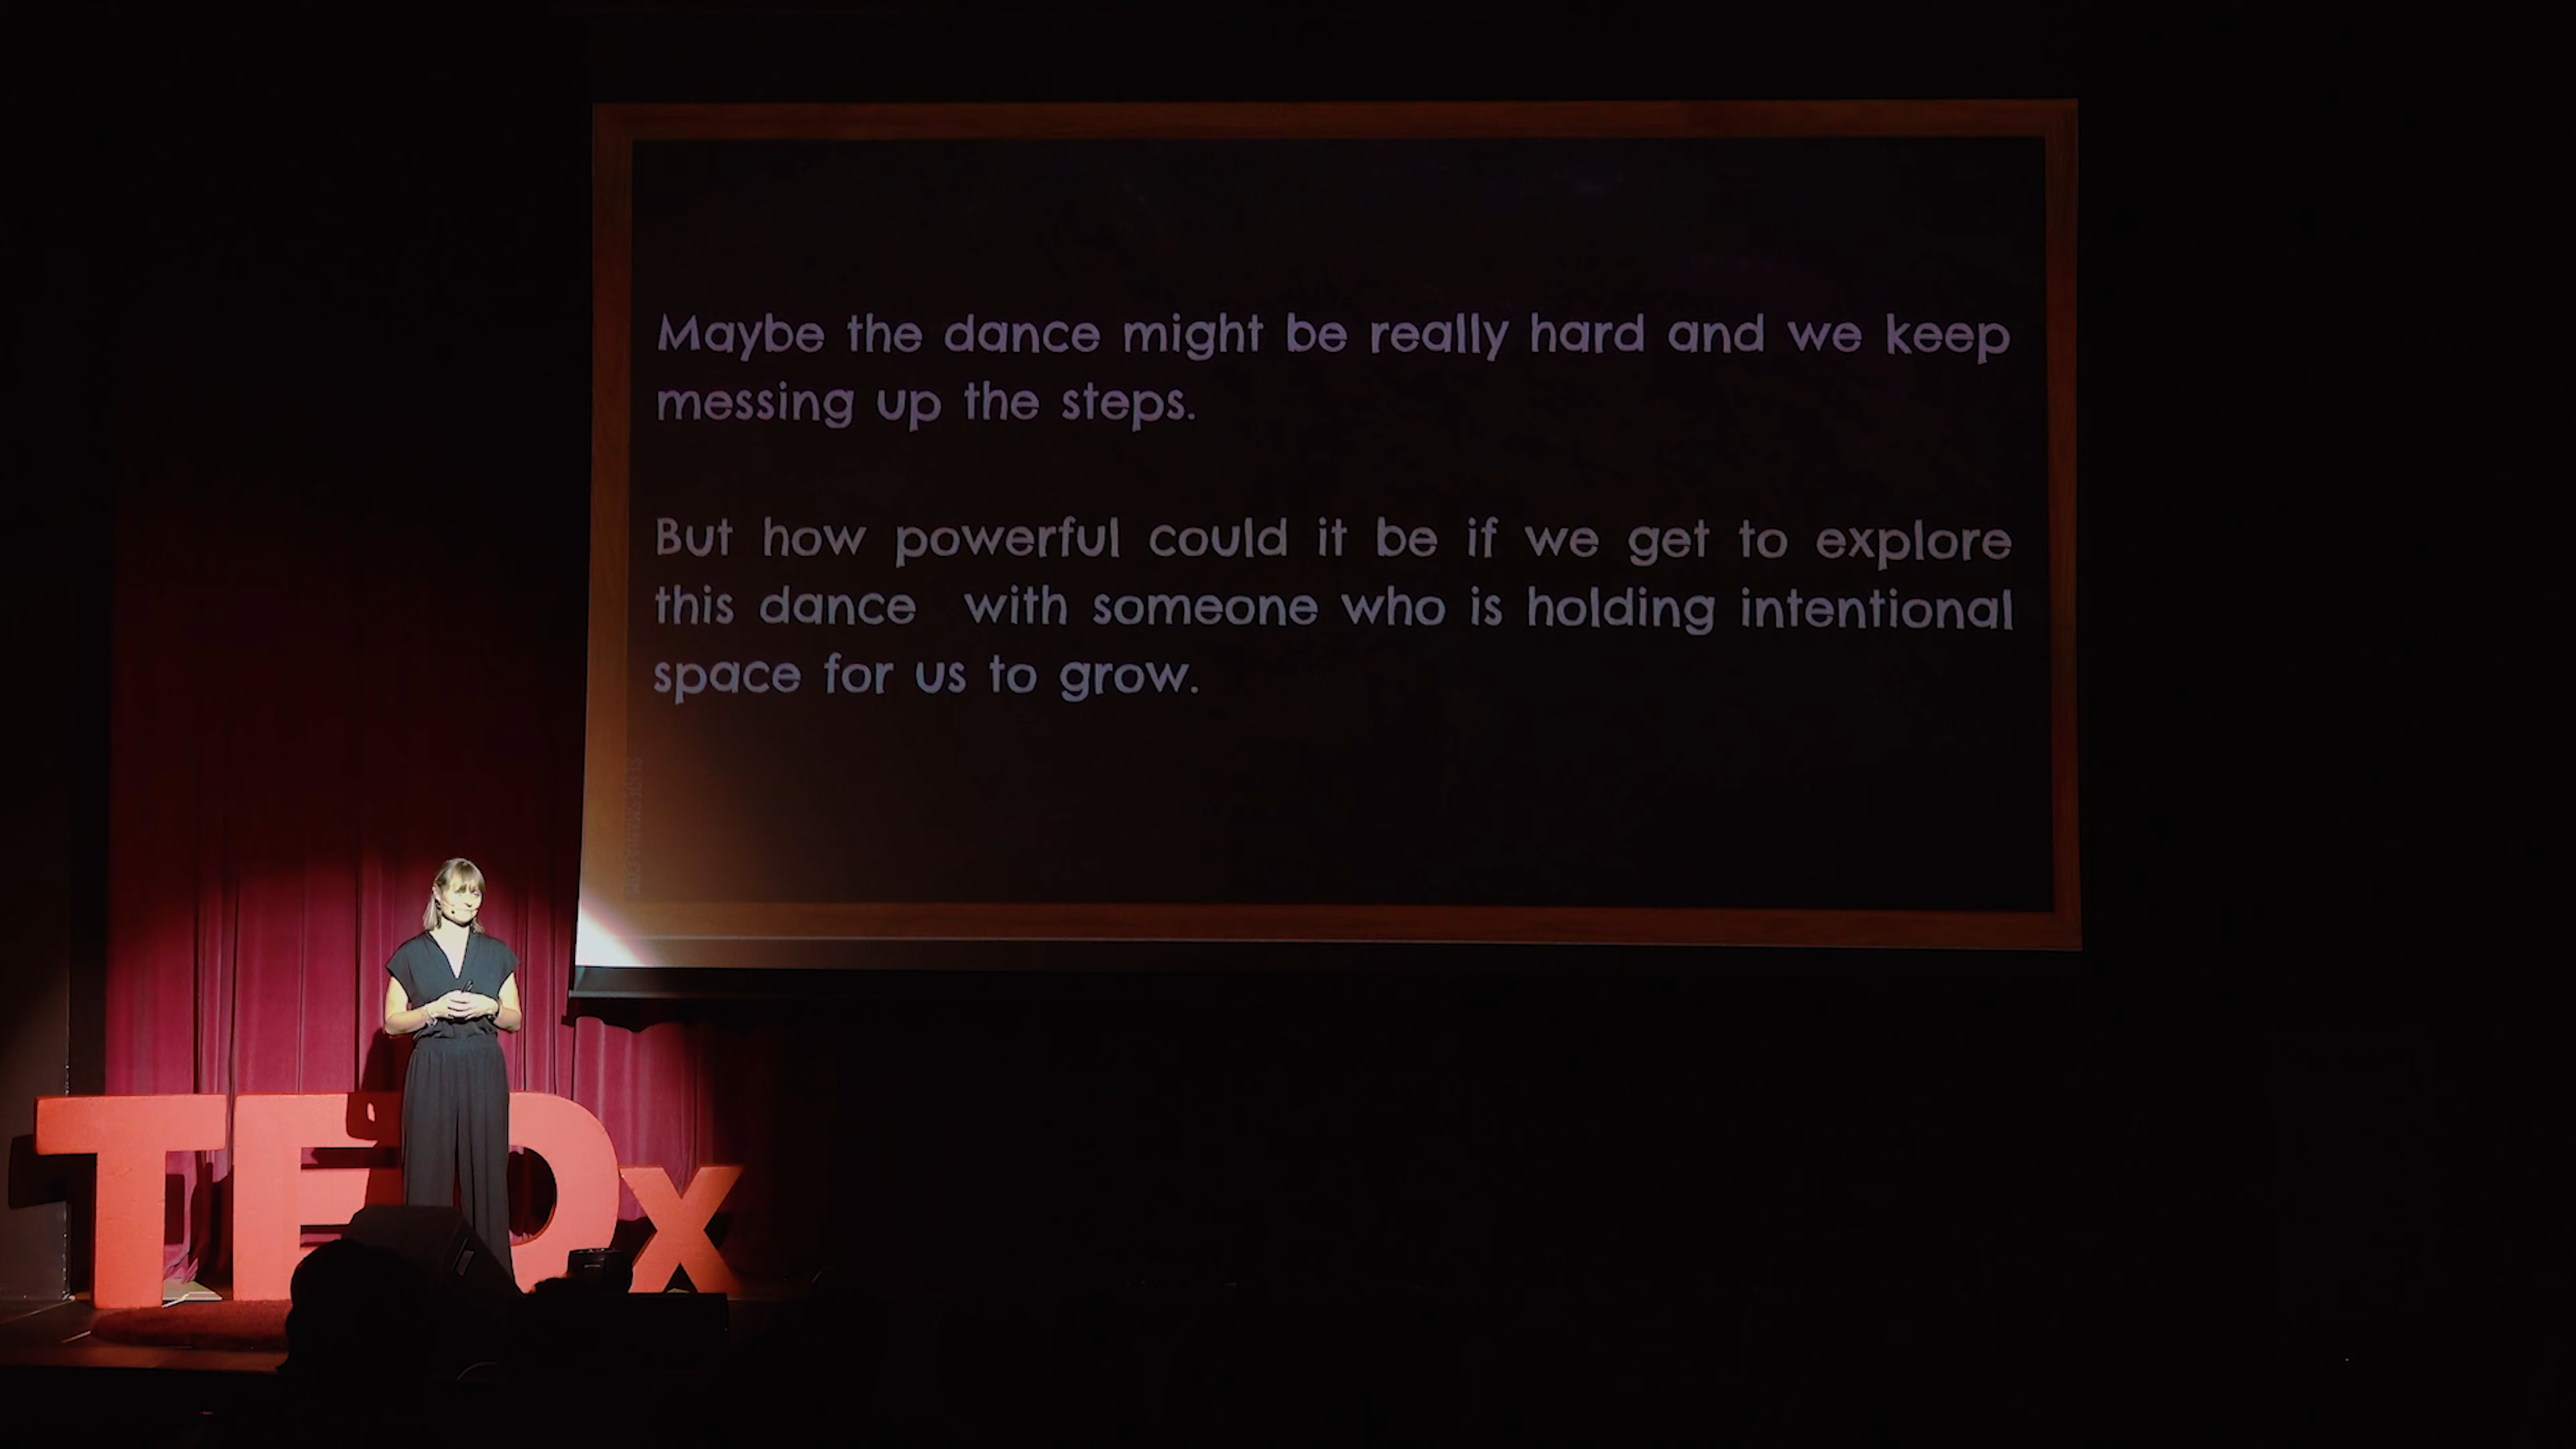 Maybe the dance might be really hard and we keep
messing up the steps.
But how powerful could it be if we get to explore
this dance with someone who is holding intentional
space for us to grow.
TEDx